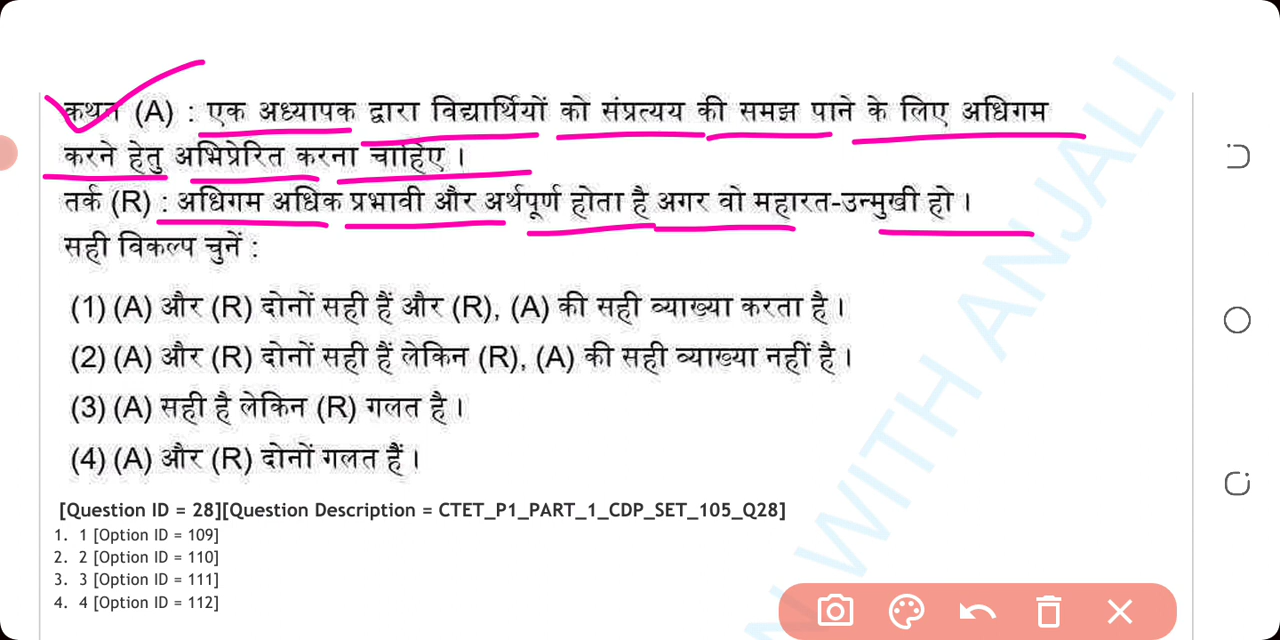 कथन (A) : एक अध्यापक द्वारा विद्यार्थियों को संप्रत्यय की समझ पाने के लिए अधिगम
करने हेतु अभिप्रेरित करना चाहिए ।
तर्क (R) : अधिगम अधिक प्रभावी और अर्थपूर्ण होता है अगर वो महारत-उन्मुखी हो ।
सही विकल्प चुनें :
(1) (A) और (R) दोनों सही हैं और (R), (A) की सही व्याख्या करता है ।
(2) (A) और (R) दोनों सही हैं लेकिन (R), (A) की सही व्याख्या नहीं है ।
(3) (A) सही है लेकिन (R) गलत है ।
(4) (A) और (R) दोनों गलत हैं ।
[Question ID = 28][Question Description = CTET_P1_PART_1_CDP_SET_105_Q28]
1. 1 [Option ID = 109]
2. 2 [Option ID = 110]
3. 3 [Option ID = 111]
4. 4 [Option ID = 112]
WITH ANJALI